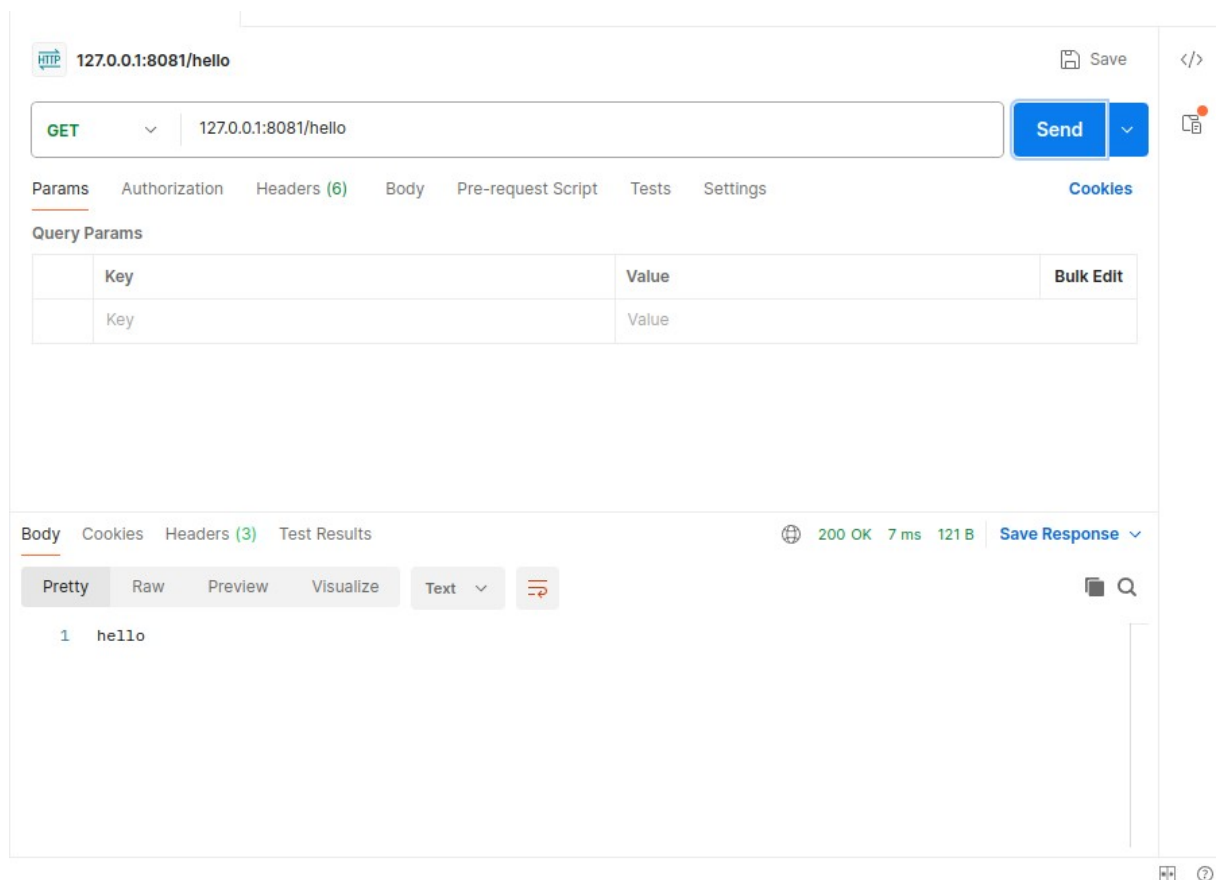 HTTP 127.0.0.1:8081/hello Save </>
GET 127.0.0.1:8081/hello Send
Params Authorization Headers (6) Body Pre-request Script Tests Settings Cookies
Query Params
Key Value Bulk Edit
Key Value
Body Cookies Headers (3) Test Results 200 OK 7 ms 121 B Save Response
Pretty Raw Preview Visualize Text
1 hello